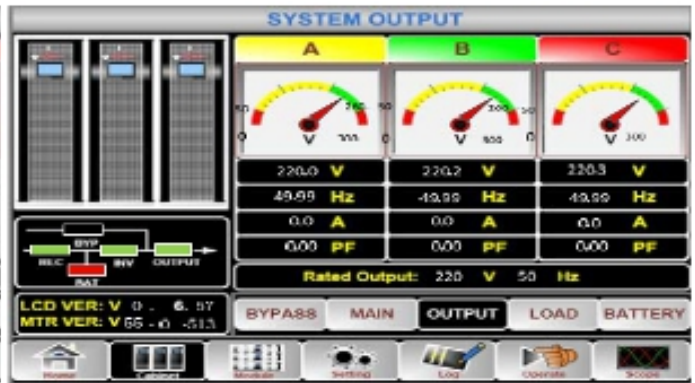 SYSTEM OUTPUT
A B C
V V V
300
220.0 V 220.2 V 220.3 V
49.99 Hz 49.99 Hz 49.99 Hz
0.0 A 0.0 A 0.0 A
0.00 PF 0.00 PF 0.00 PF
BYP
REC INV OUTPUT
BAT
Rated Output: 220 V 50 Hz
LCD VER: V
MTR VER: V
BYPASS MAIN OUTPUT LOAD BATTERY
Home Cabinet Module Setting Log Operate Scope